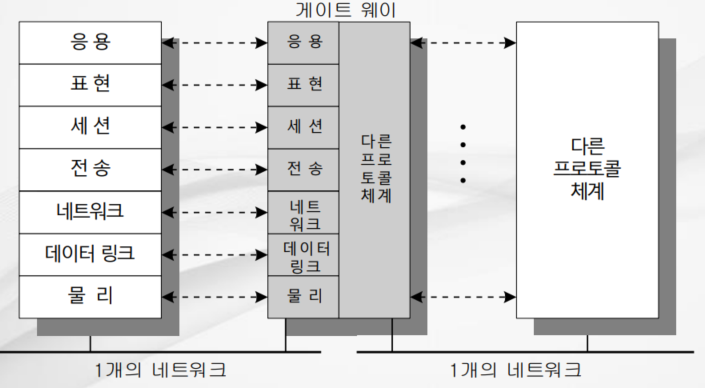 게이트 웨이
응 용
표 현
세 션
전 송
네트워크
데이터 링크
물 리
응 용
표 현
세 션
전 송
네트
워크
데이터
링크
물 리
다른
프로
토콜
체계
다른
프로토콜
체계
1개의 네트워크
1개의 네트워크